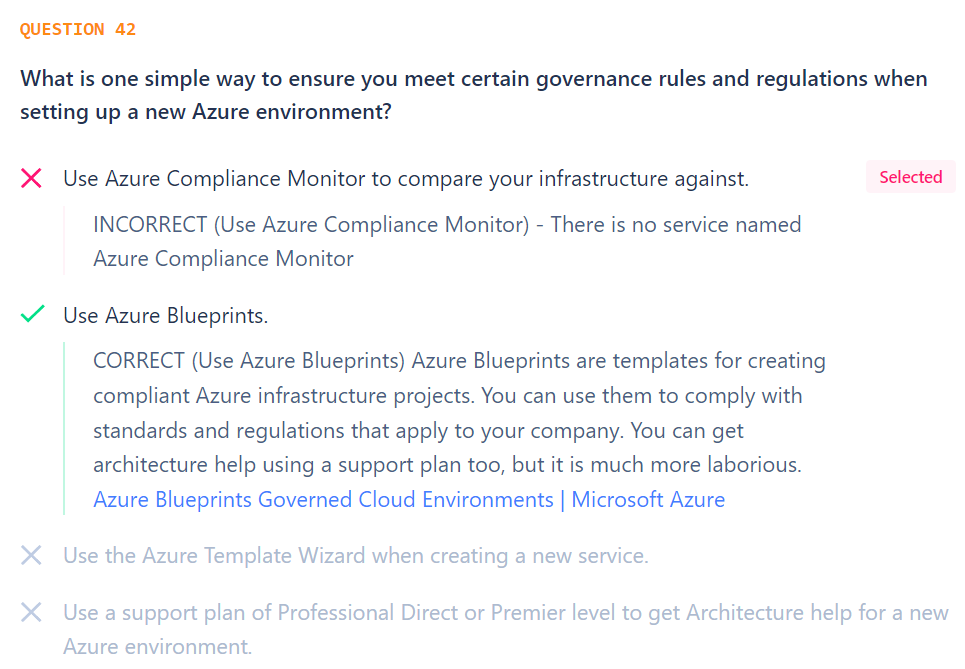 QUESTION 42
What is one simple way to ensure you meet certain governance rules and regulations when
setting up a new Azure environment?
Use Azure Compliance Monitor to compare your infrastructure against.
Selected
INCORRECT (Use Azure Compliance Monitor) - There is no service named
Azure Compliance Monitor
Use Azure Blueprints.
CORRECT (Use Azure Blueprints) Azure Blueprints are templates for creating
compliant Azure infrastructure projects. You can use them to comply with
standards and regulations that apply to your company. You can get
architecture help using a support plan too, but it is much more laborious.
Azure Blueprints Governed Cloud Environments | Microsoft Azure
Use the Azure Template Wizard when creating a new service.
Use a support plan of Professional Direct or Premier level to get Architecture help for a new
Azure environment.